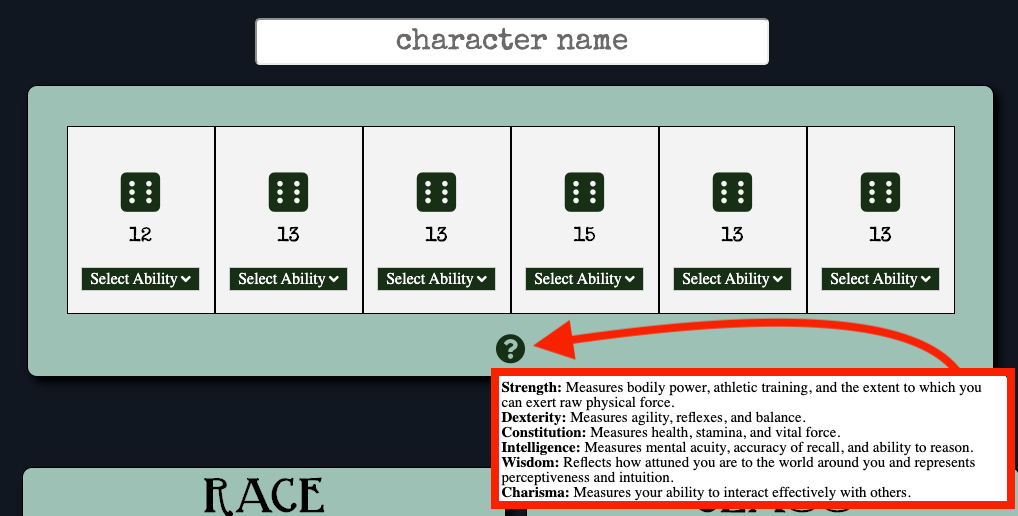 character name
12 13 13 15 13 13
Select Ability Select Ability Select Ability Select Ability Select Ability Select Ability
?
Strength: Measures bodily power, athletic training, and the extent to which you
can exert raw physical force.
Dexterity: Measures agility, reflexes, and balance.
Constitution: Measures health, stamina, and vital force.
Intelligence: Measures mental acuity, accuracy of recall, and ability to reason.
Wisdom: Reflects how attuned you are to the world around you and represents
perceptiveness and intuition.
Charisma: Measures your ability to interact effectively with others.
RACE